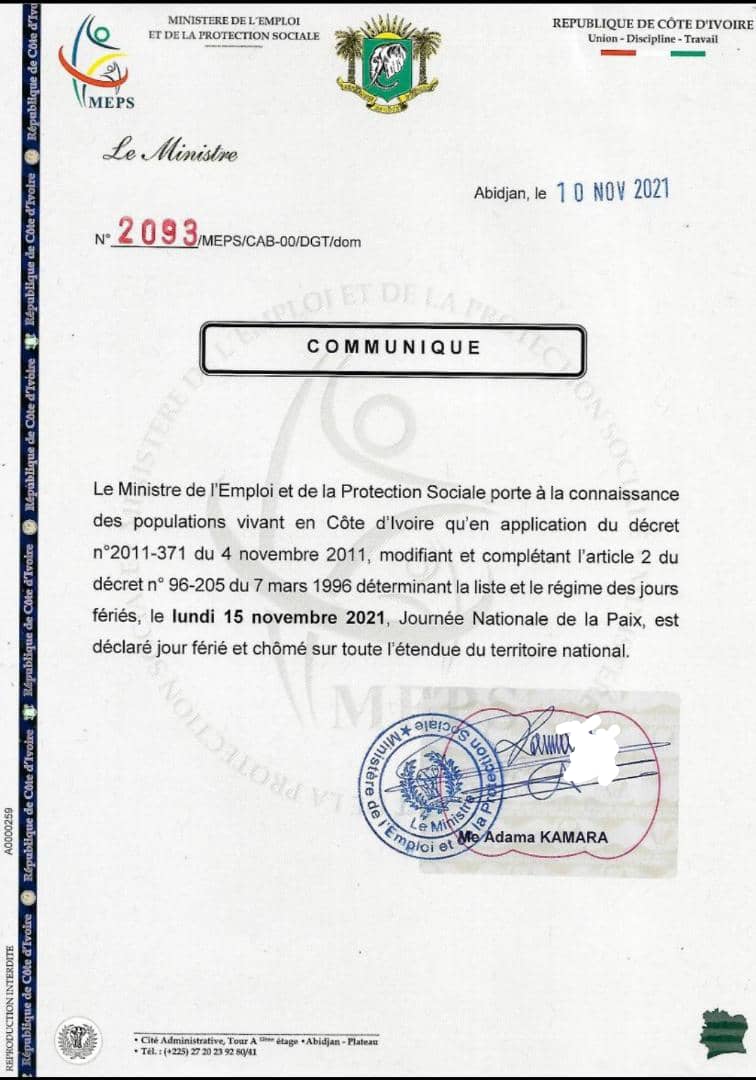 MINISTERE DE L'EMPLOI
ET DE LA PROTECTION SOCIALE
REPUBLIQUE DE CÔTE D'IVOIRE
Union - Discipline - Travail
MEPS
Le Ministre
Abidjan, le 10 NOV 2021
N° 2093/MEPS/CAB-00/DGT/dom
COMMUNIQUE
Le Ministre de l'Emploi et de la Protection Sociale porte à la connaissance
des populations vivant en Côte d'Ivoire qu'en application du décret
n°2011-371 du 4 novembre 2011, modifiant et complétant l'article 2 du
décret n° 96-205 du 7 mars 1996 déterminant la liste et le régime des jours
fériés, le lundi 15 novembre 2021, Journée Nationale de la Paix, est
déclaré jour férié et chômé sur toute l'étendue du territoire national.
MEPS
Ministère de l'Emploi et de la Protection Sociale
Le Ministre
Me Adama KAMARA
• Cité Administrative, Tour A étage • Abidjan - Plateau
• Tél. : (+225) 27 20 23 92 80/41
République de Côte d'Ivoire République de Côte d'Ivoire République de Côte d'Ivoire République de Côte d'Ivoire République de Côte d'Ivoire République de Côte d'Ivoire
A0000259
REPRODUCTION INTERDITE